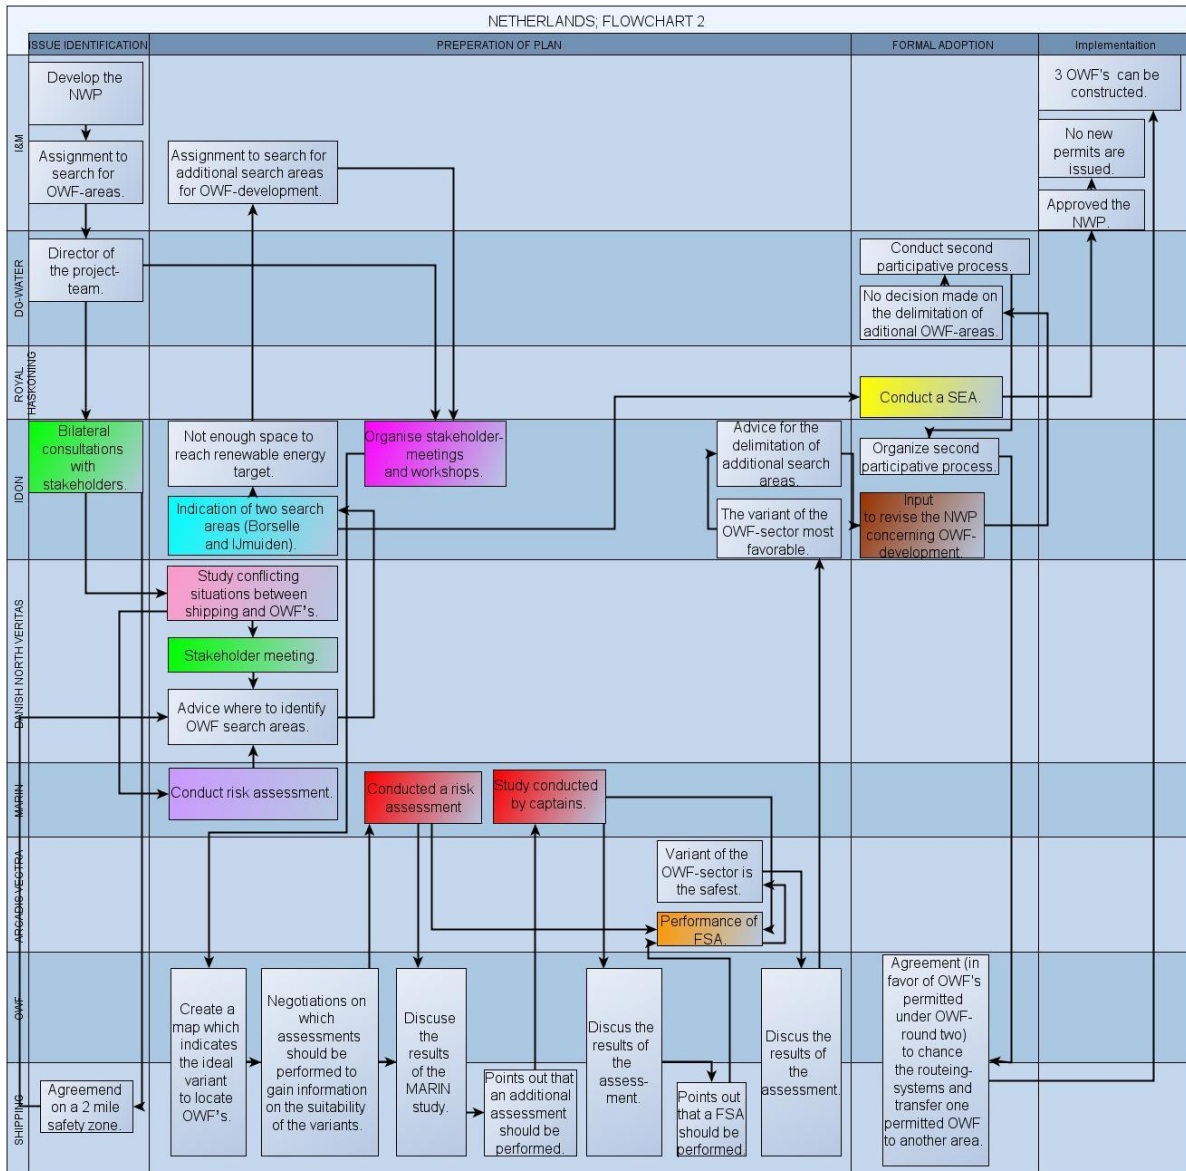 NETHERLANDS; FLOWCHART 2
ISSUE IDENTIFICATION
PREPERATION OF PLAN
FORMAL ADOPTION
Implementaition
I&M
Develop the
NWP
Assignment to
search for
OWF-areas.
Assignment to search for
additional search areas
for OWF-development.
3 OWF's can be
constructed.
No new
permits are
issued.
Approved the
NWP.
DG-WATER
Director of
the project-
team.
Conduct second
participative process.
No decision made on
the delimitation of
aditional OWF-areas.
ROYAL
HASKONING
Conduct a SEA.
IDON
Bilateral
consultations
with
stakeholders.
Not enough space to
reach renewable energy
target.
Organise stakeholder-
meetings
and workshops.
Advice for the
delimitation of
additional search
areas.
Organize second
participative process.
Indication of two search
areas (Borselle
and IJmuiden).
The variant of the
OWF-sector most
favorable.
Input
to revise the NWP
concerning OWF-
development.
DANISH NORTH VERITAS
Study conflicting
situations between
shipping and OWF's.
Stakeholder meeting.
Advice where to identify
OWF search areas.
MARIN
Conduct risk assessment.
Conducted a risk
assessment
Study conducted
by captains.
ARCADIS VECTRA
Variant of the
OWF-sector is
the safest.
Performance of
FSA.
OWF
SHIPPING
Agreemend
on a 2 mile
safety zone.
Create a
map which
indicates
the ideal
variant
to locate
OWF's.
Negotiations on
which
assessments
should be
performed to
gain information
on the suitability
of the variants.
Discuse
the
results
of the
MARIN
study.
Points out that
an additional
assessment
should be
performed.
Discus the
results of
the
assess-
ment.
Points out
that a FSA
should be
performed.
Discus the
results of
the
assessment.
Agreement (in
favor of OWF's
permitted
under OWF-
round two)
to chance
the routeing-
systems and
transfer one
permitted OWF
to another area.